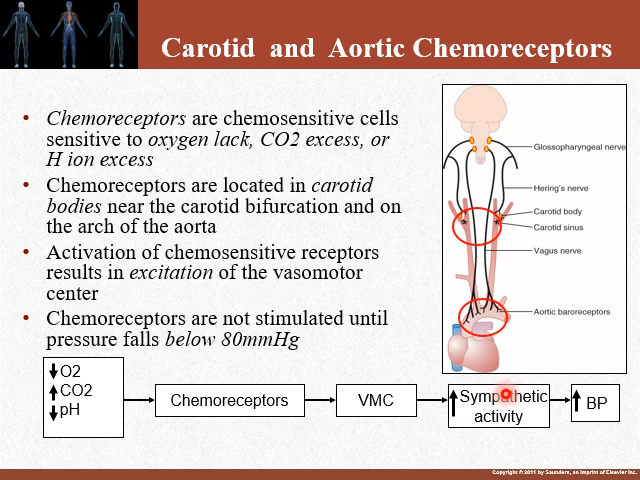 Carotid and Aortic Chemoreceptors
• Chemoreceptors are chemosensitive cells
sensitive to oxygen lack, CO2 excess, or
H ion excess
• Chemoreceptors are located in carotid
bodies near the carotid bifurcation and on
the arch of the aorta
• Activation of chemosensitive receptors
results in excitation of the vasomotor
center
• Chemoreceptors are not stimulated until
pressure falls below 80mmHg
Glossopharyngeal nerve
Hering's nerve
Carotid body
Carotid sinus
Vagus nerve
Aortic baroreceptors
O2
CO2
pH
Chemoreceptors
VMC
Sympathetic
activity
BP
Copyright © 2011 by Saunders, an imprint of Elsevier Inc.